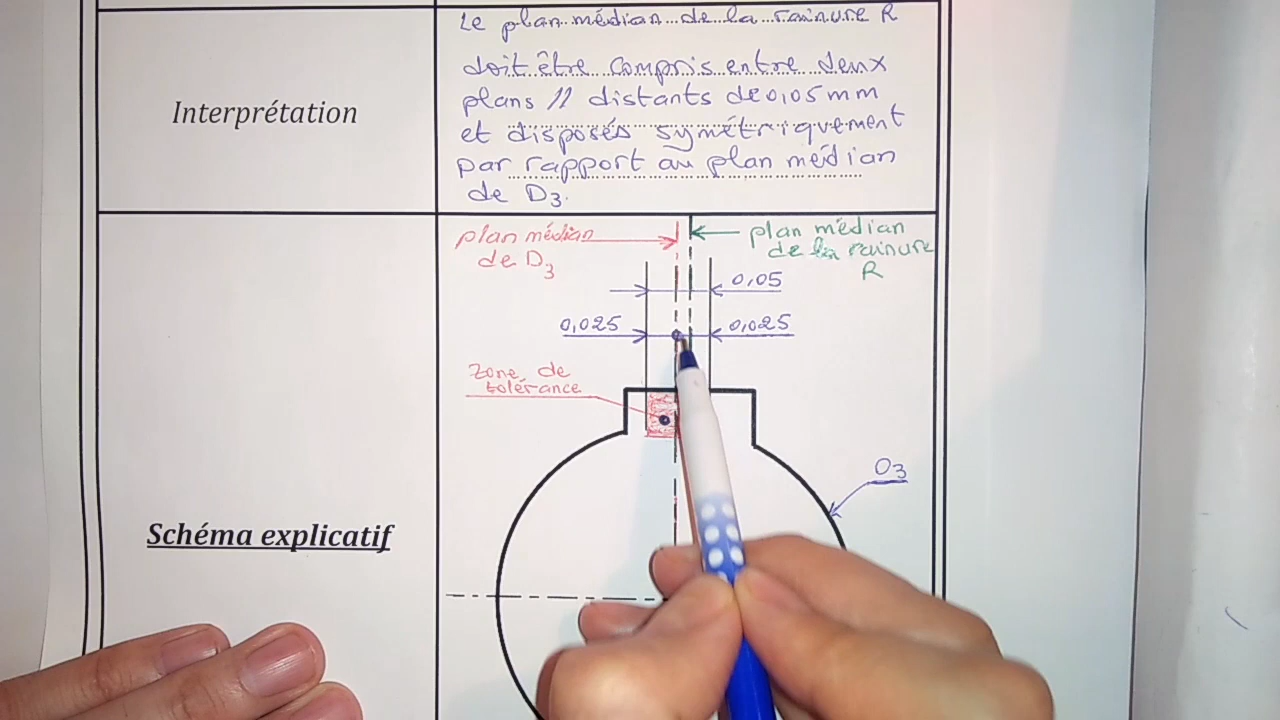 Le plan médian de la rainure R
doit être compris entre deux
plans // distants de 0,05 mm
Interprétation
et disposés symétriquement
par rapport au plan médian
de D3.
plan médian
de D3
plan médian
de la rainure
R
0,05
0,025
0,025
Zone de
tolérance
D3
Schéma explicatif